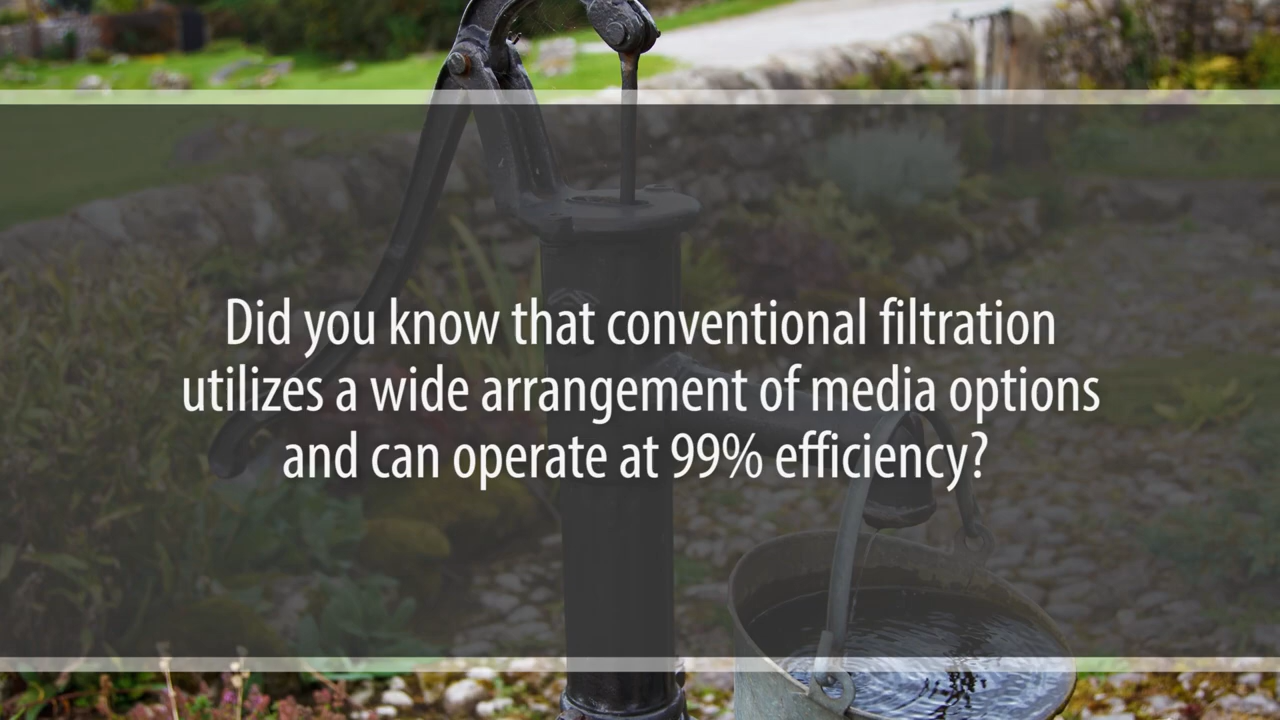 Did you know that conventional filtration
utilizes a wide arrangement of media options
and can operate at 99% efficiency?